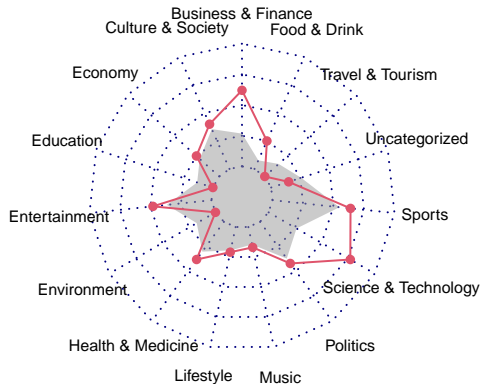 Business & Finance
Culture & Society
Food & Drink
Economy
Travel & Tourism
Education
Uncategorized
Entertainment
Sports
Environment
Science & Technology
Health & Medicine
Politics
Lifestyle
Music